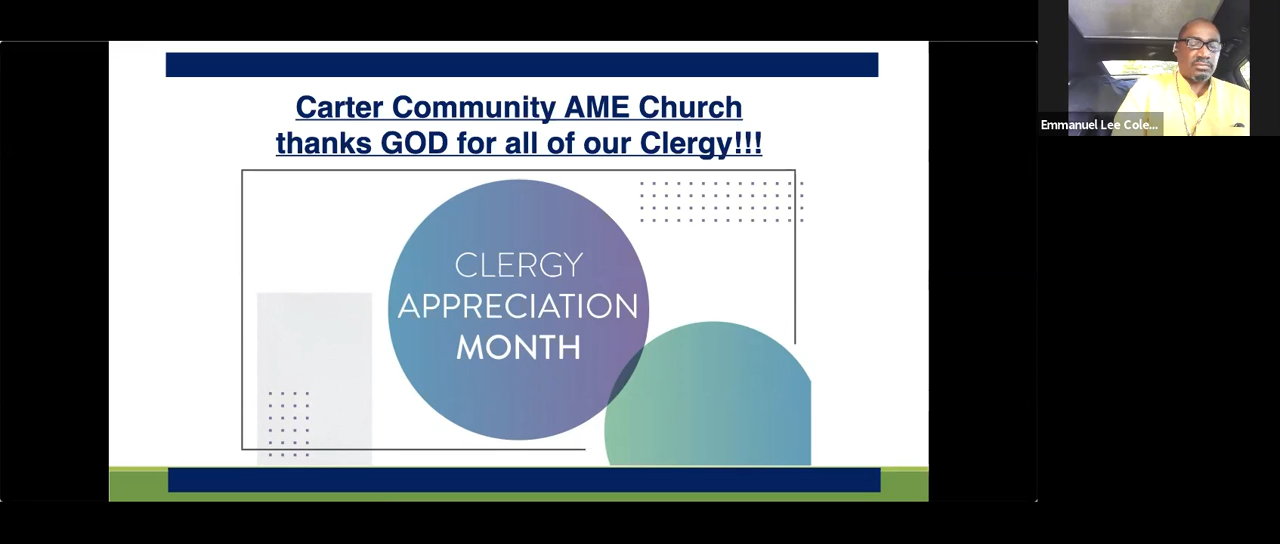 Carter Community AME Church
thanks GOD for all of our Clergy!!!
CLERGY
APPRECIATION
MONTH
Emmanuel Lee Cole...